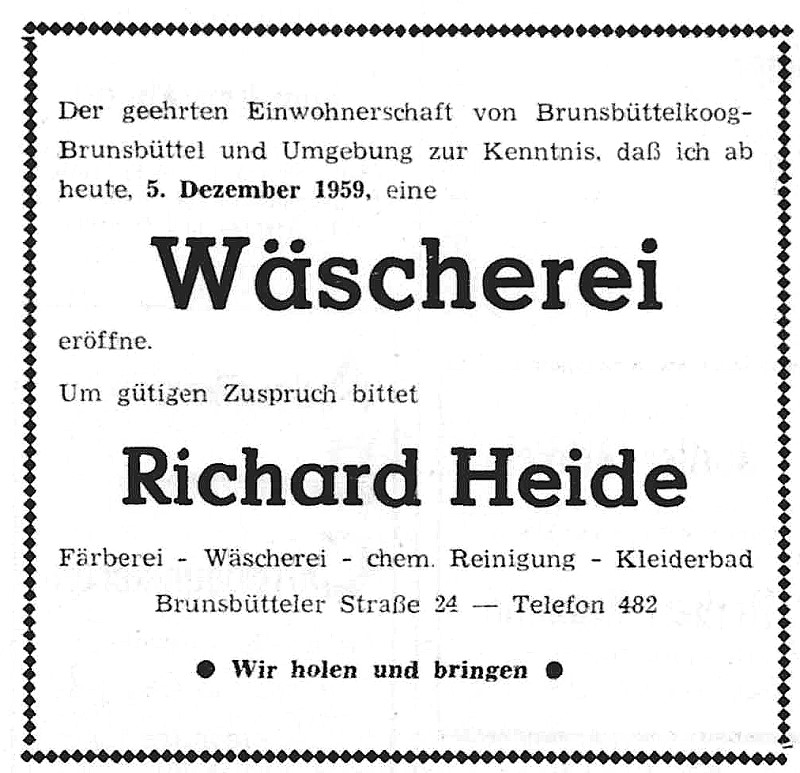 Der geehrten Einwohnerschaft von Brunsbüttelkoog-
Brunsbüttel und Umgebung zur Kenntnis, daß ich ab
heute, 5. Dezember 1959, eine
Wäscherei
eröffne.
Um gütigen Zuspruch bittet
Richard Heide
Färberei - Wäscherei - chem. Reinigung - Kleiderbad
Brunsbütteler Straße 24 — Telefon 482
● Wir holen und bringen ●